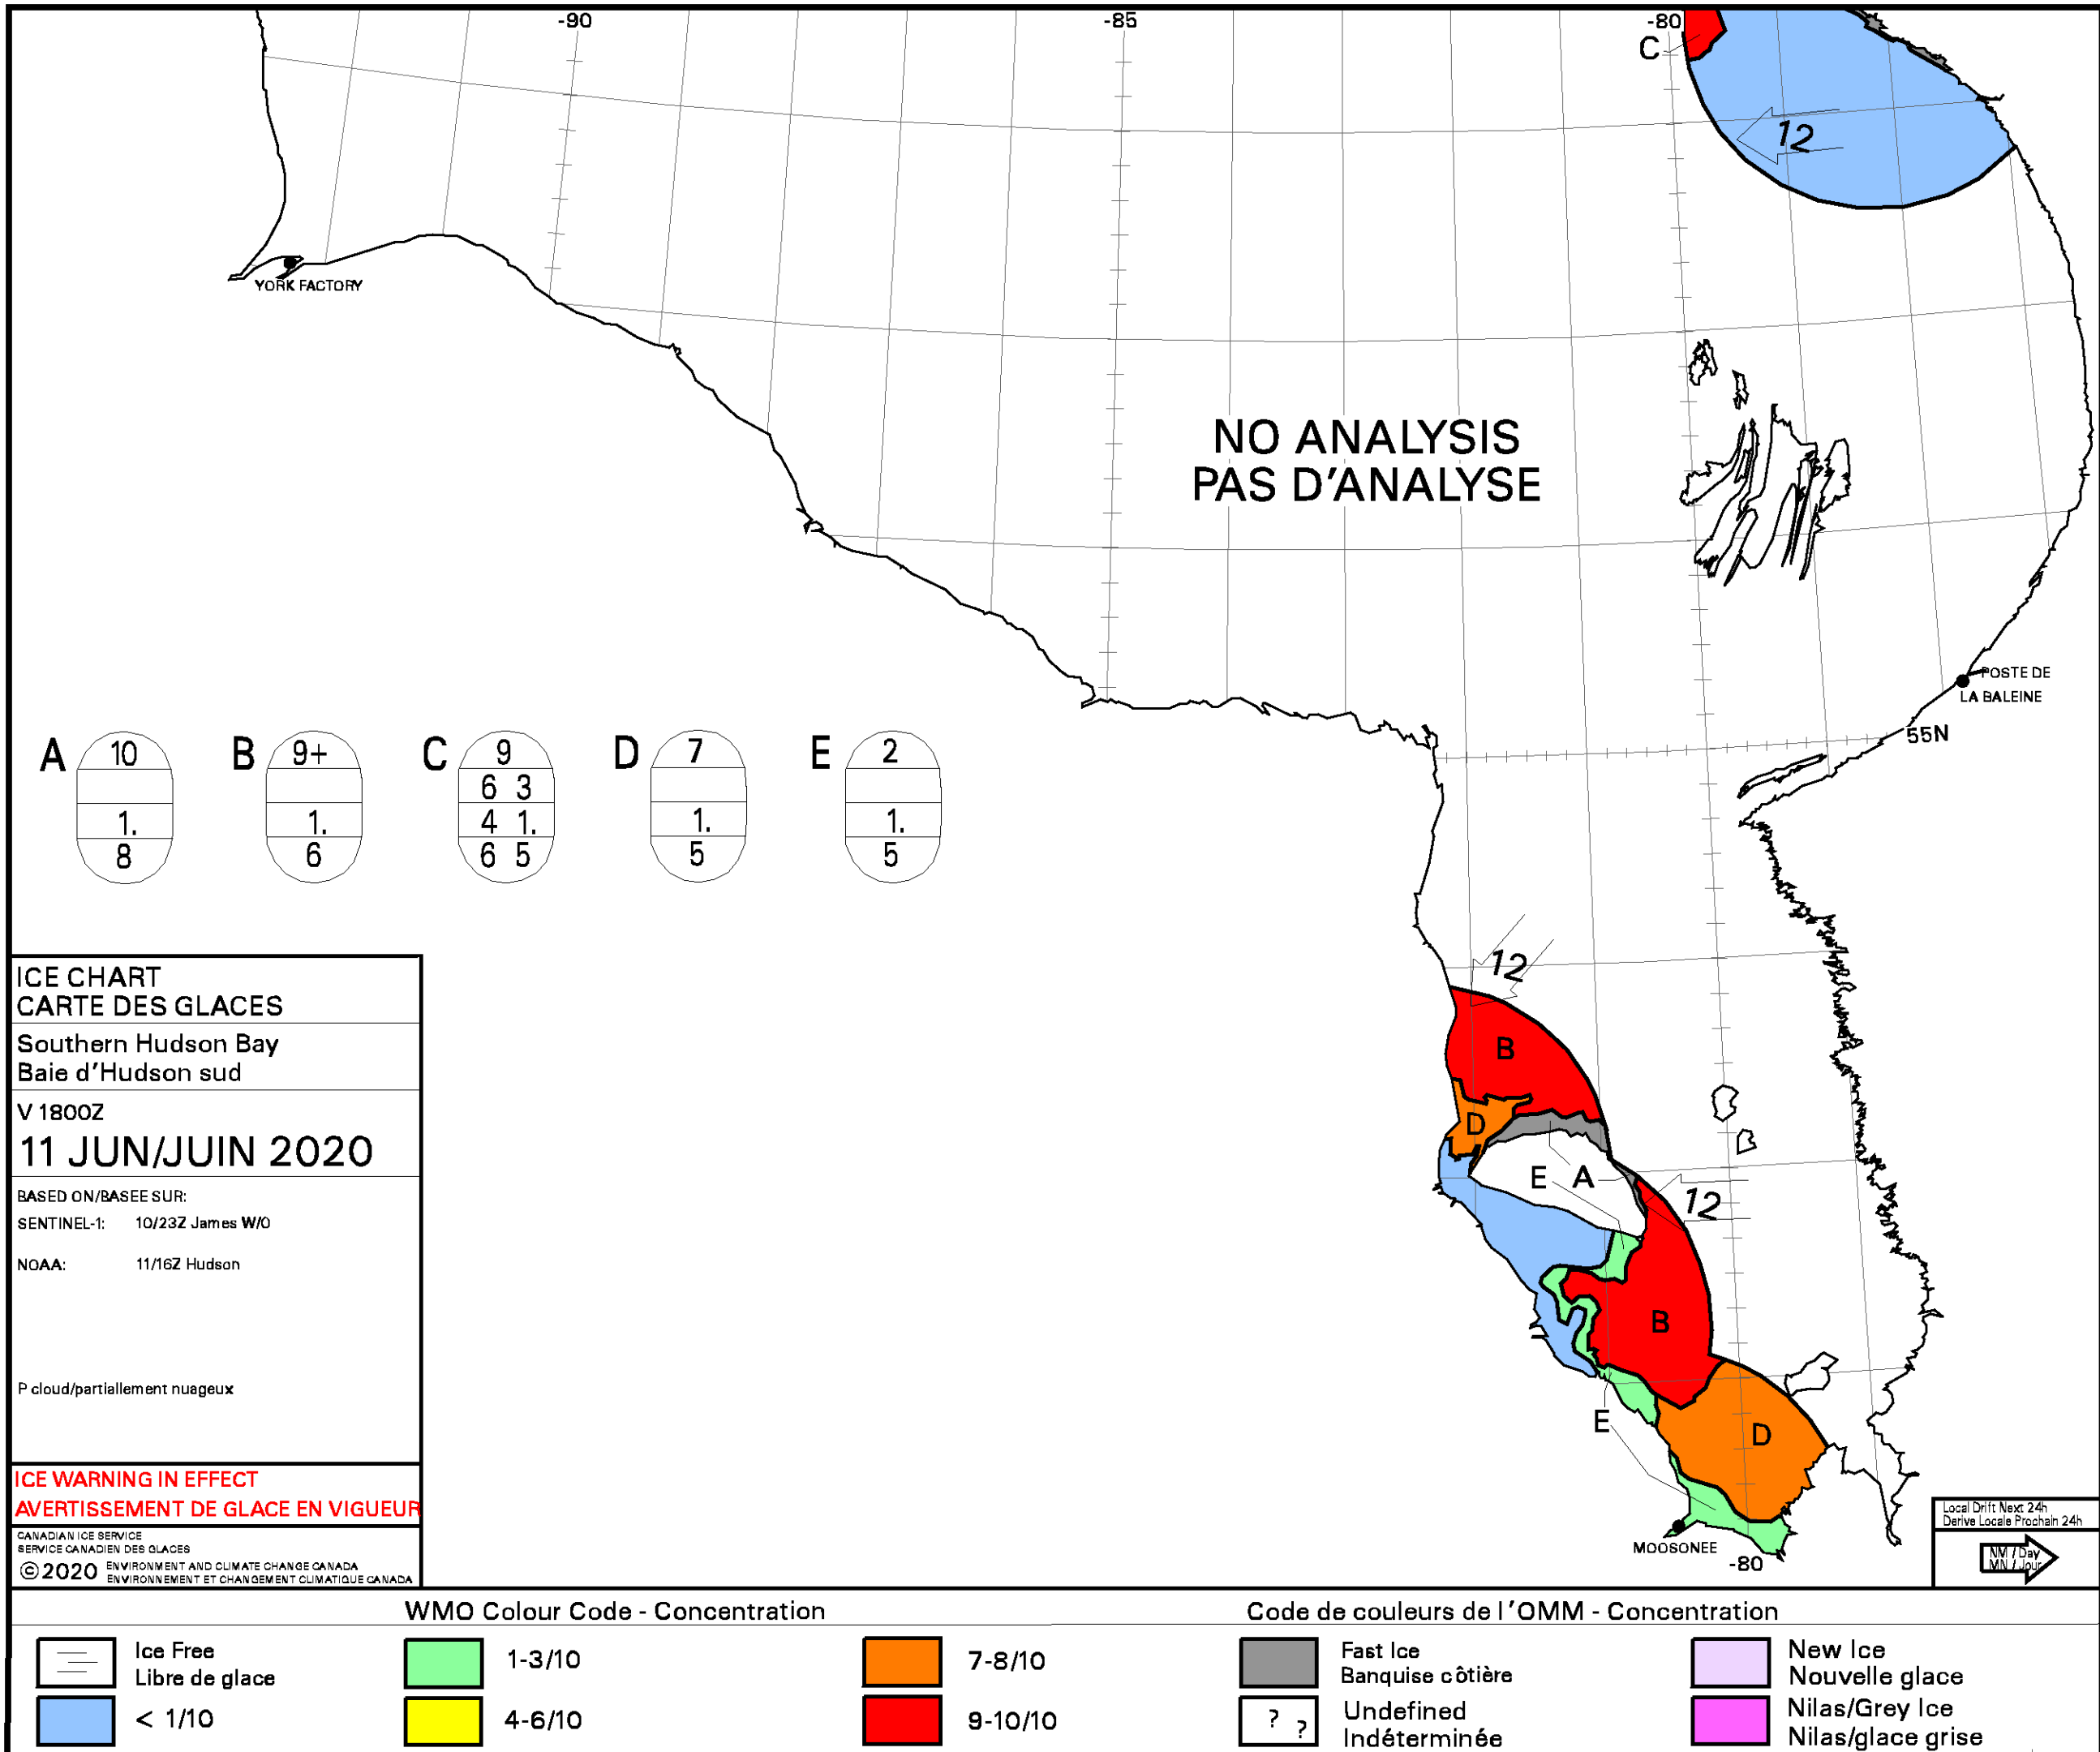 -90
-85
-80
C
12
YORK FACTORY
NO ANALYSIS
PAS D'ANALYSE
POSTE DE
LA BALEINE
55N
A
10
1.
8
B
9+
1.
6
C
9
6 3
4 1.
6 5
D
7
1.
5
E
2
1.
5
12
B
D
E A
12
B
E
D
MOOSONEE
-80
ICE CHART
CARTE DES GLACES
Southern Hudson Bay
Baie d'Hudson sud
V 1800Z
11 JUN/JUIN 2020
BASED ON/BASEE SUR:
SENTINEL-1: 10/23Z James W/O
NOAA: 11/16Z Hudson
P cloud/partiallement nuageux
ICE WARNING IN EFFECT
AVERTISSEMENT DE GLACE EN VIGUEUR
CANADIAN ICE SERVICE
SERVICE CANADIEN DES GLACES
©2020 ENVIRONMENT AND CLIMATE CHANGE CANADA
ENVIRONNEMENT ET CHANGEMENT CLIMATIQUE CANADA
Local Drift Next 24h
Derive Locale Prochain 24h
NM / Day
MN / Jour
WMO Colour Code - Concentration
Code de couleurs de l'OMM - Concentration
Ice Free
Libre de glace
< 1/10
1-3/10
4-6/10
7-8/10
9-10/10
Fast Ice
Banquise côtière
? ?
Undefined
Indéterminée
New Ice
Nouvelle glace
Nilas/Grey Ice
Nilas/glace grise